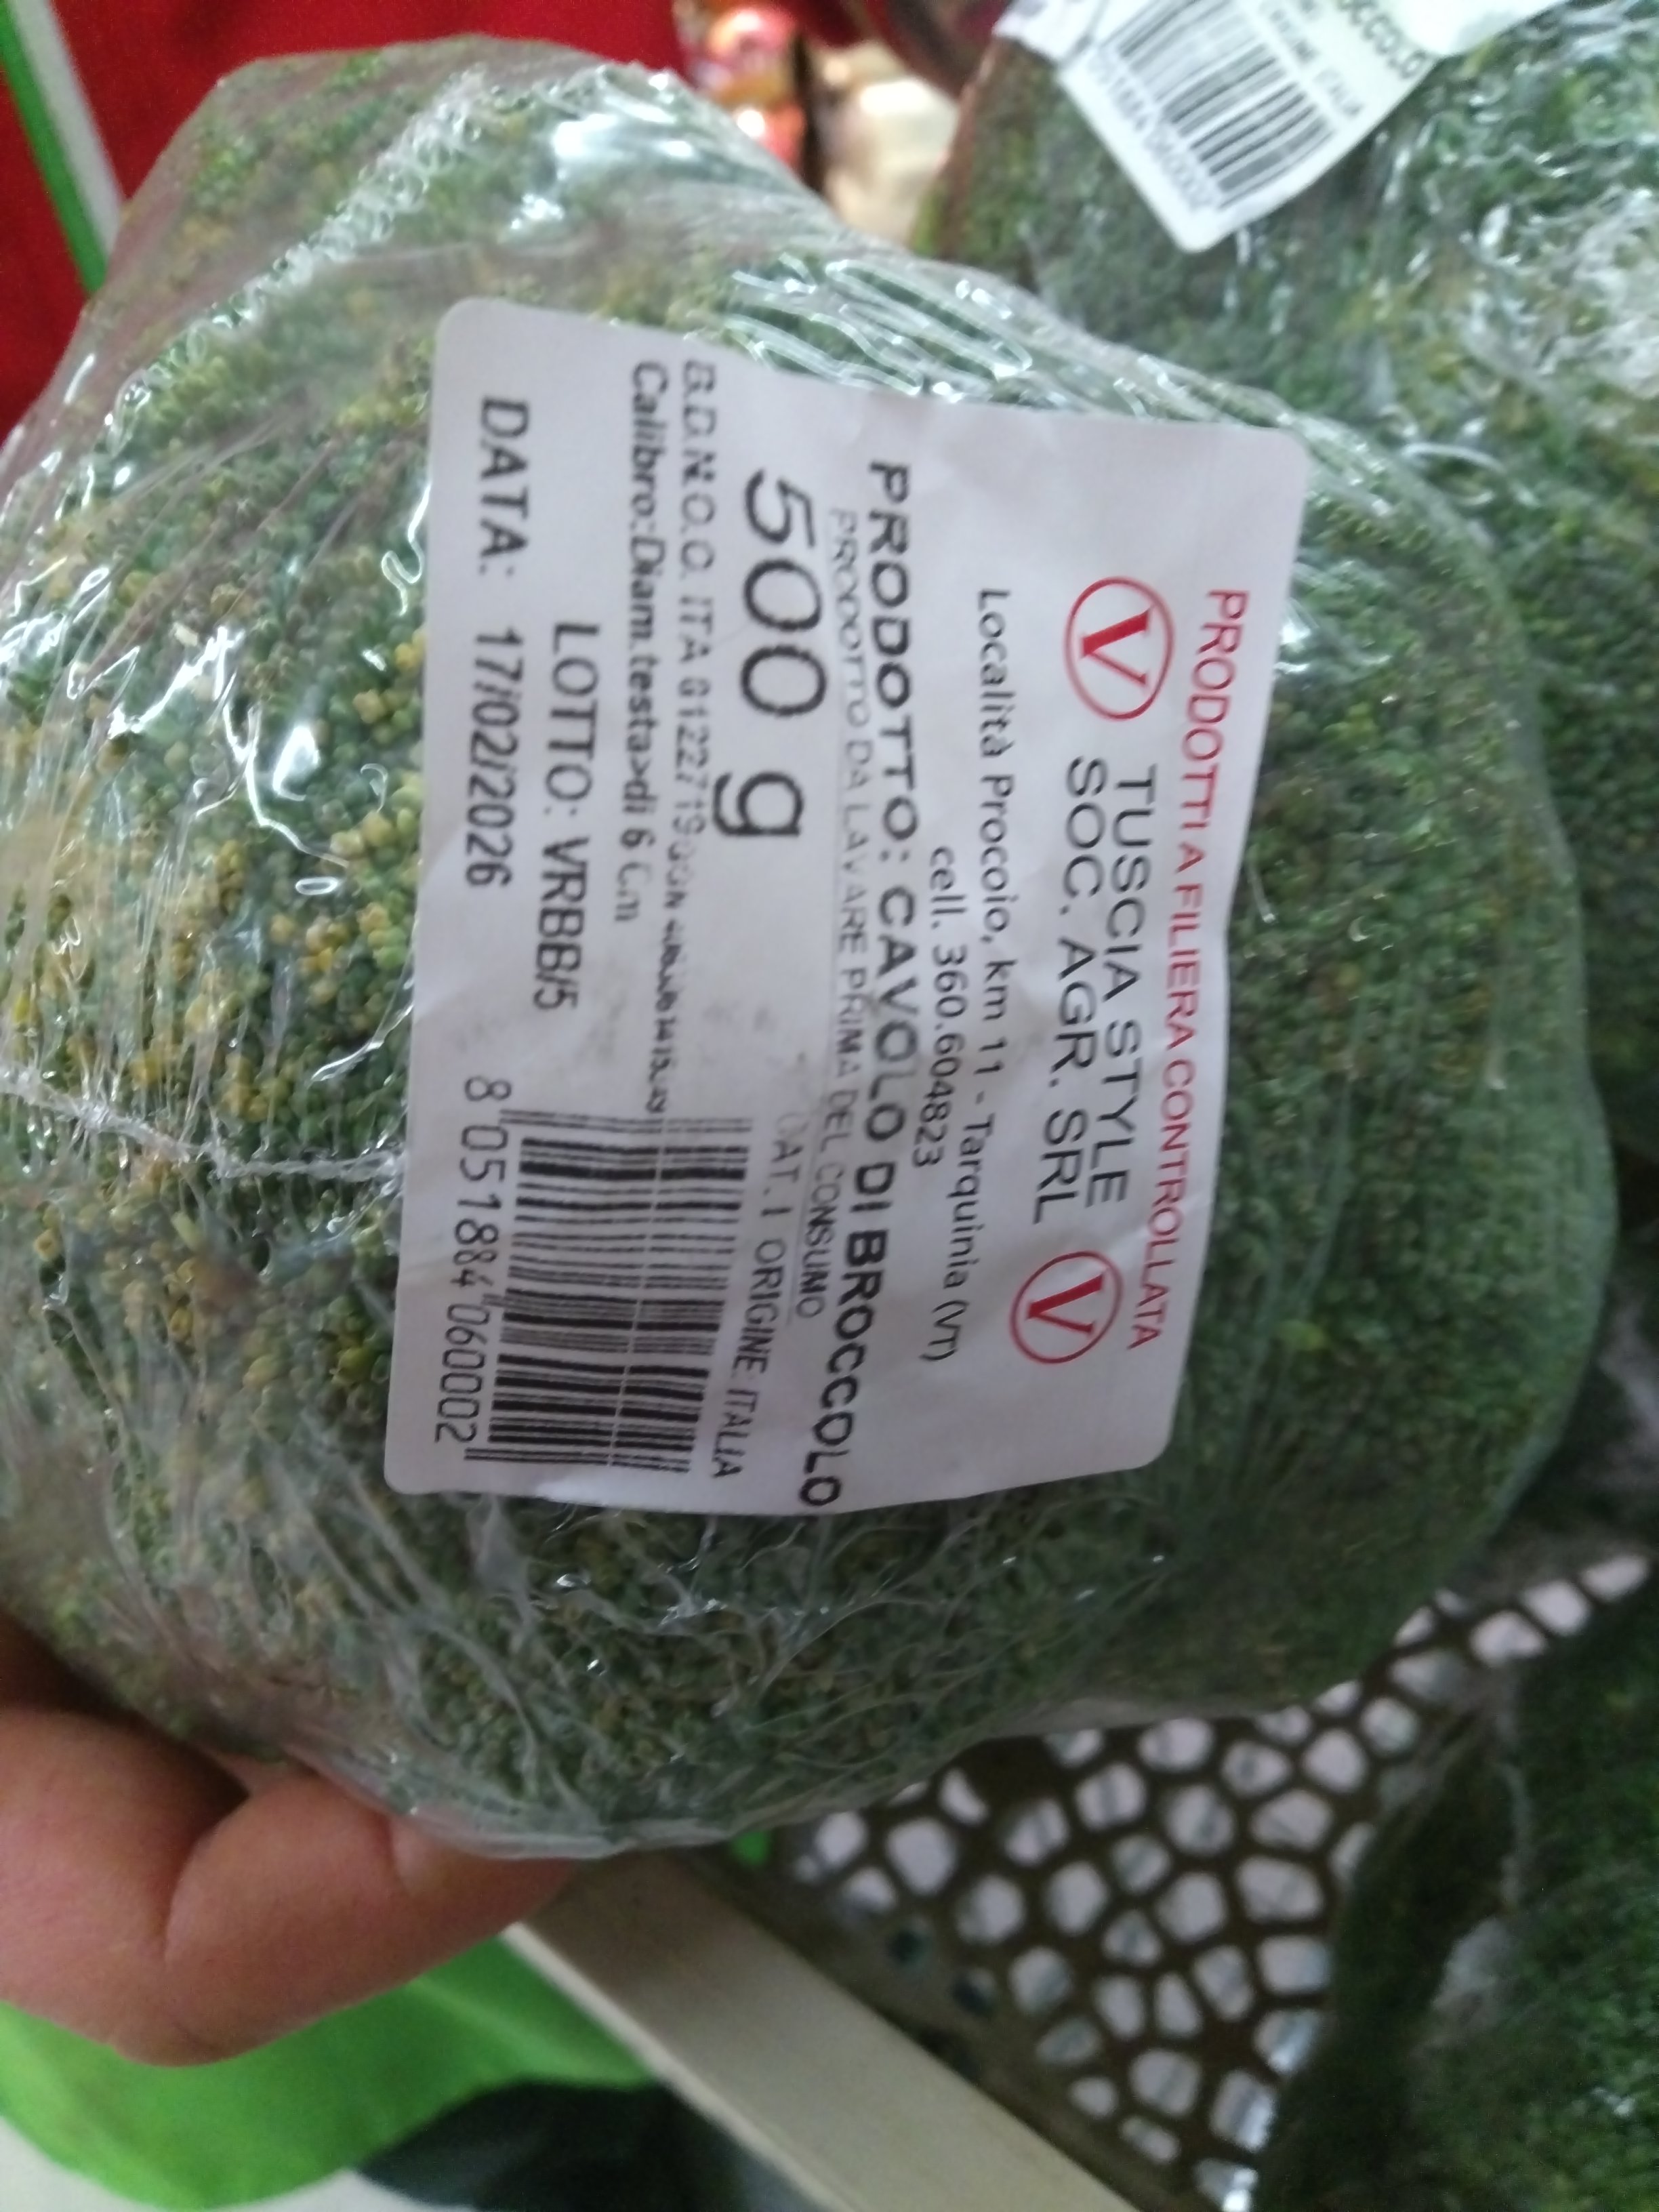 PRODOTTI A FILIERA CONTROLLATA
V TUSCIA STYLE V
SOC. AGR. SRL
Località Procoio, km 11 - Tarquinia (VT)
cell. 360.604823
PRODOTTO: CAVOLO DI BROCCOLO
PRODOTTO DA LAVARE PRIMA DEL CONSUMO
500 g
CAT. I ORIGINE ITALIA
B.D.N.O.O. ITA
Calibro:Diam.testa>di 6 Cm
LOTTO: VRBB/5
DATA: 17/02/2026
8 051884 060002